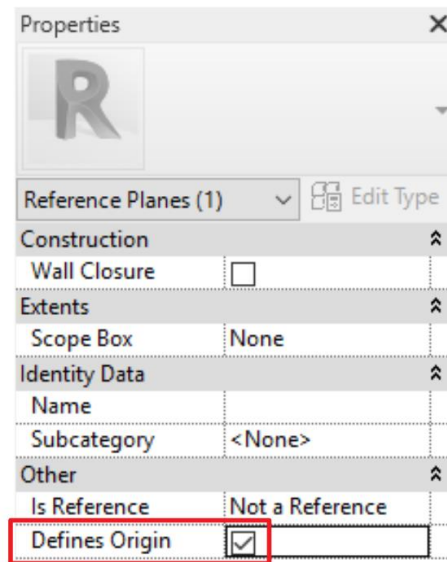 Properties
R
Reference Planes (1) Edit Type
Construction
Wall Closure
Extents
Scope Box None
Identity Data
Name
Subcategory <None>
Other
Is Reference Not a Reference
Defines Origin